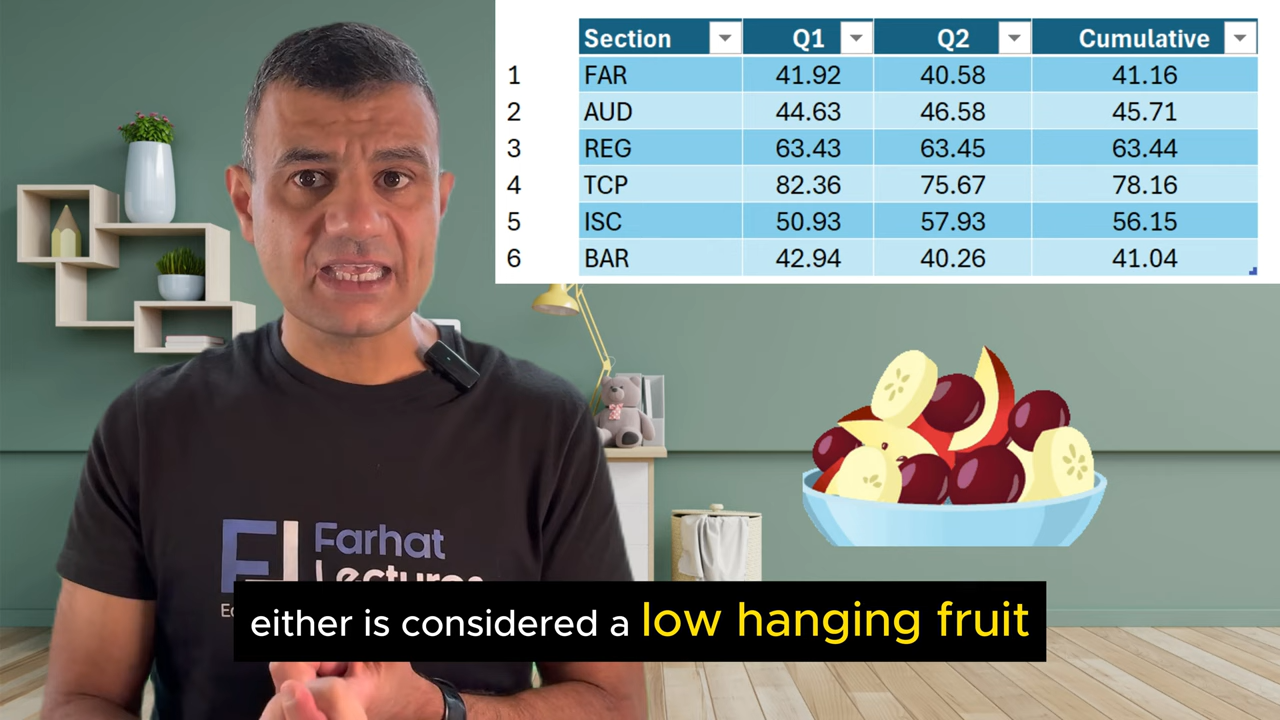 Section Q1 Q2 Cumulative
1 FAR 41.92 40.58 41.16
2 AUD 44.63 46.58 45.71
3 REG 63.43 63.45 63.44
4 TCP 82.36 75.67 78.16
5 ISC 50.93 57.93 56.15
6 BAR 42.94 40.26 41.04
Farhat
Lectures
either is considered a low hanging fruit